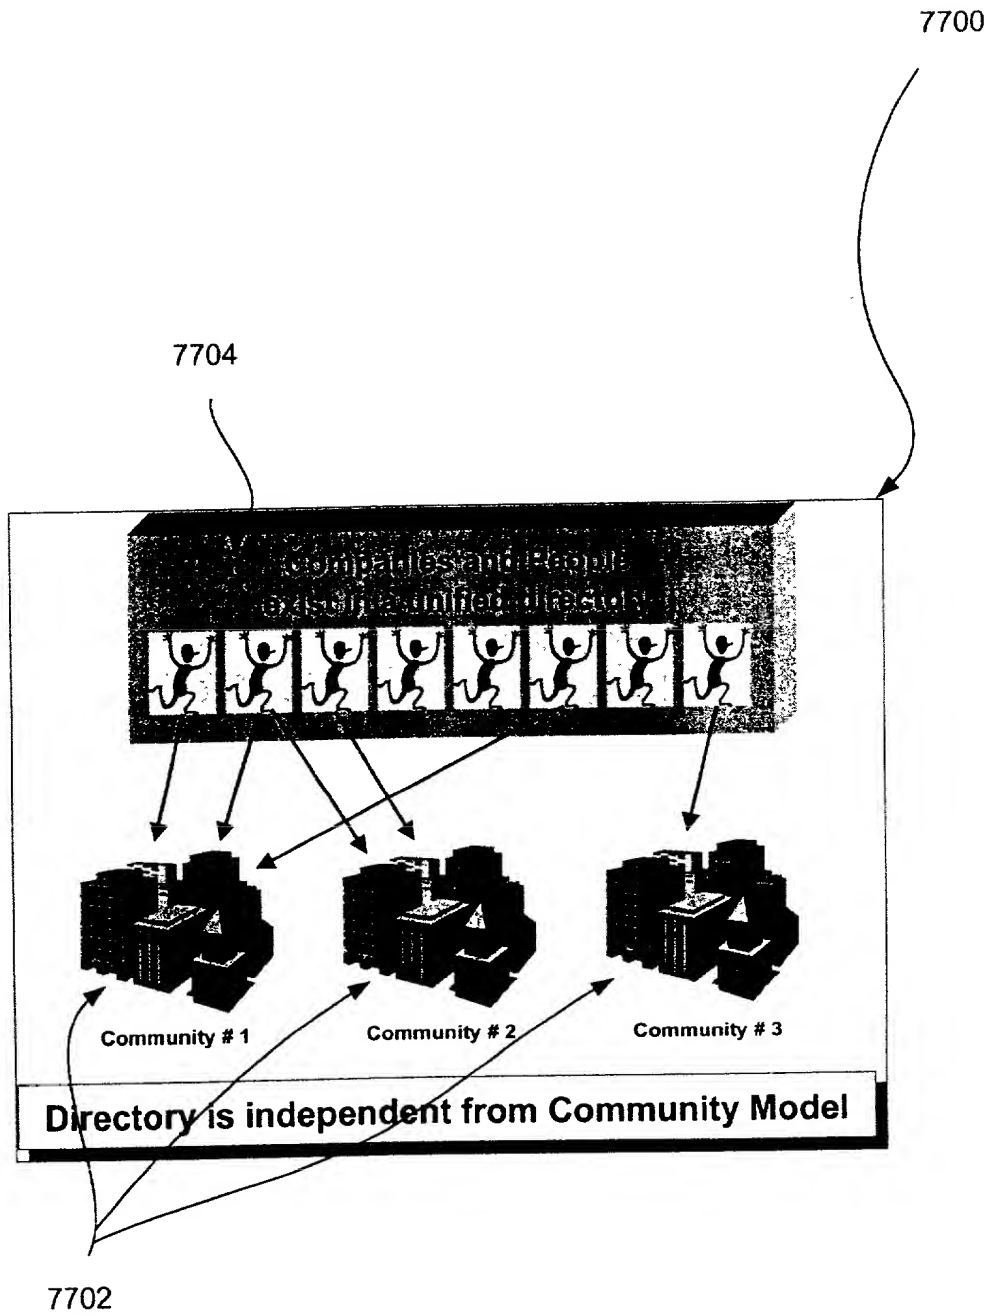 7700
7704
Companies and People
exist in a unified directory
Community # 1
Community # 2
Community # 3
Directory is independent from Community Model
7702